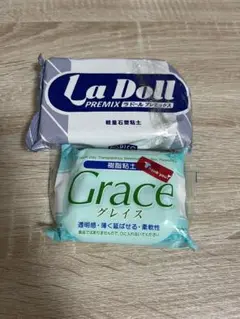 La Doll
PREMIX ラドールプレミックス
軽量石塑粘土
樹脂粘土
Grace
グレイス
透明感・薄く延ばせる・柔軟性